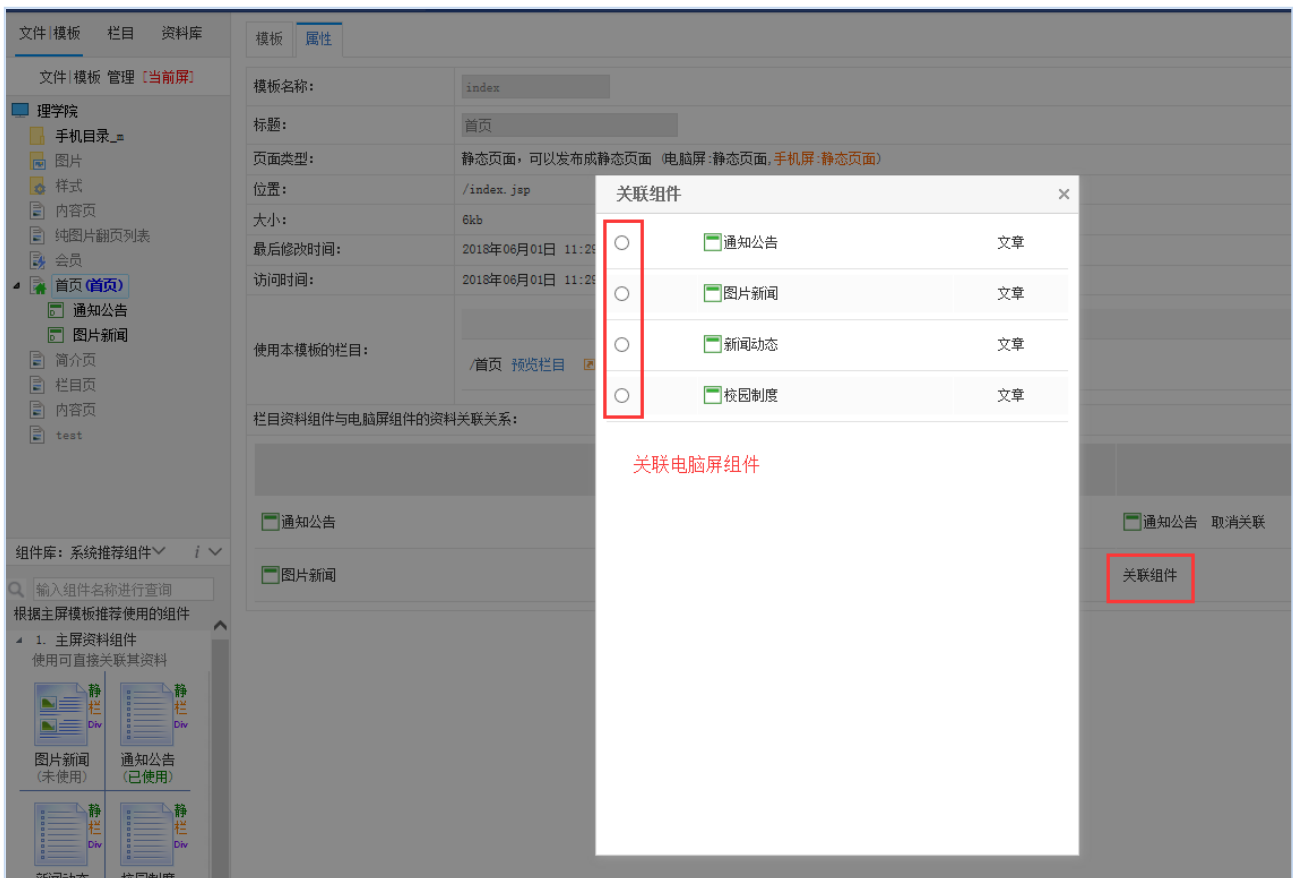 文件|模板 栏目 资料库
文件|模板 管理 [当前屏]
理学院
手机目录_m
图片
样式
内容页
纯图片翻页列表
会员
首页(首页)
通知公告
图片新闻
简介页
栏目页
内容页
test
组件库: 系统推荐组件 i
输入组件名称进行查询
根据主屏模板推荐使用的组件
1. 主屏资料组件
使用可直接关联其资料
静 栏 Div
静 栏 Div
图片新闻 通知公告
(未使用) (已使用)
静 栏 Div
静 栏 Div
新闻动态 校园制度
模板 属性
模板名称: index
标题: 首页
页面类型: 静态页面, 可以发布成静态页面 (电脑屏:静态页面,手机屏:静态页面)
位置: /index.jsp
大小: 6kb
最后修改时间: 2018年06月01日 11:29
访问时间: 2018年06月01日 11:29
使用本模板的栏目: /首页 预览栏目
栏目资料组件与电脑屏组件的资料关联关系:
通知公告 通知公告 取消关联
图片新闻 关联组件
关联组件 ×
通知公告 文章
图片新闻 文章
新闻动态 文章
校园制度 文章
关联电脑屏组件